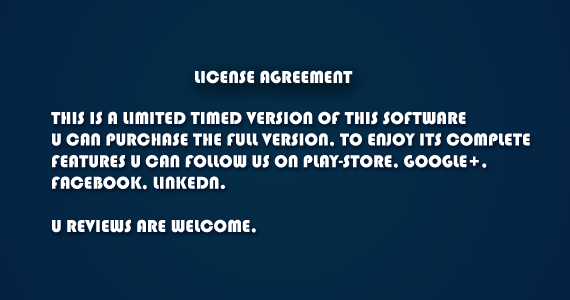 LICENSE AGREEMENT
THIS IS A LIMITED TIMED VERSION OF THIS SOFTWARE
U CAN PURCHASE THE FULL VERSION, TO ENJOY ITS COMPLETE
FEATURES U CAN FOLLOW US ON PLAY-STORE, GOOGLE+,
FACEBOOK, LINKEDN.
U REVIEWS ARE WELCOME,